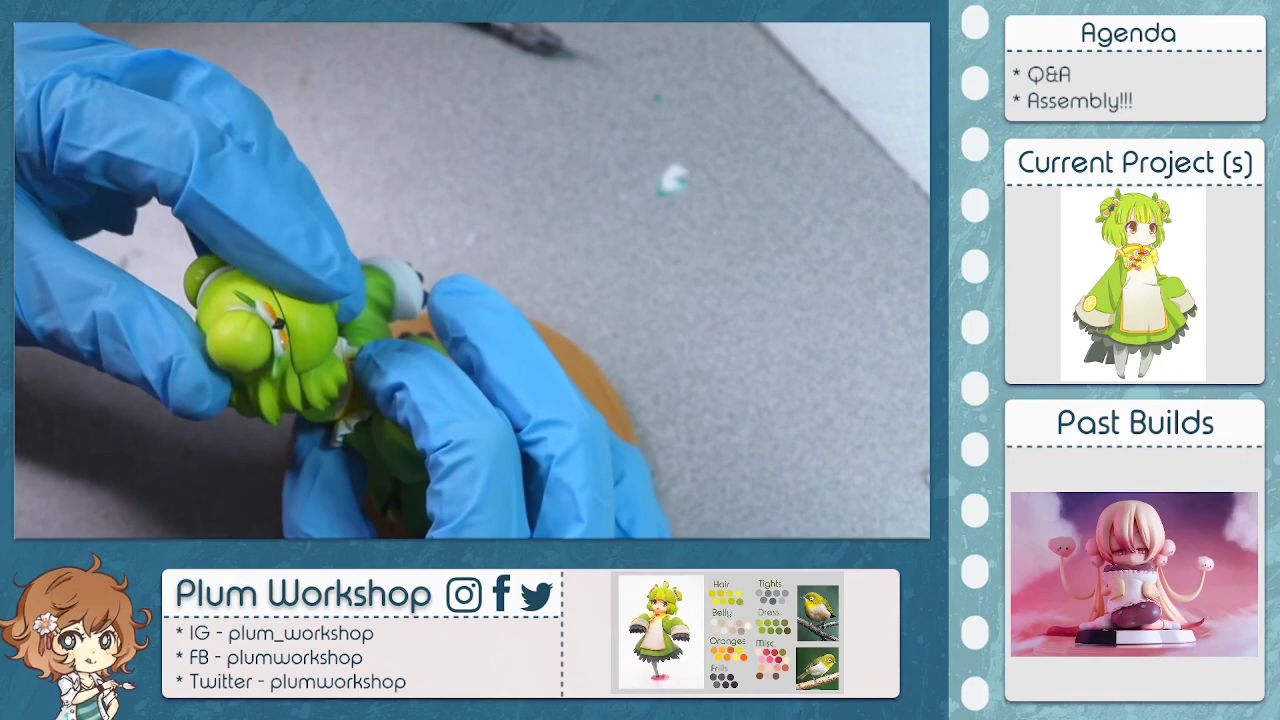 Agenda
* Q&A
* Assembly!!!
Current Project (s)
Past Builds
Plum Workshop
* IG - plum_workshop
* FB - plumworkshop
* Twitter - plumworkshop
Hair
Tights
Belly
Dress
Oranges
Misc.
Frills